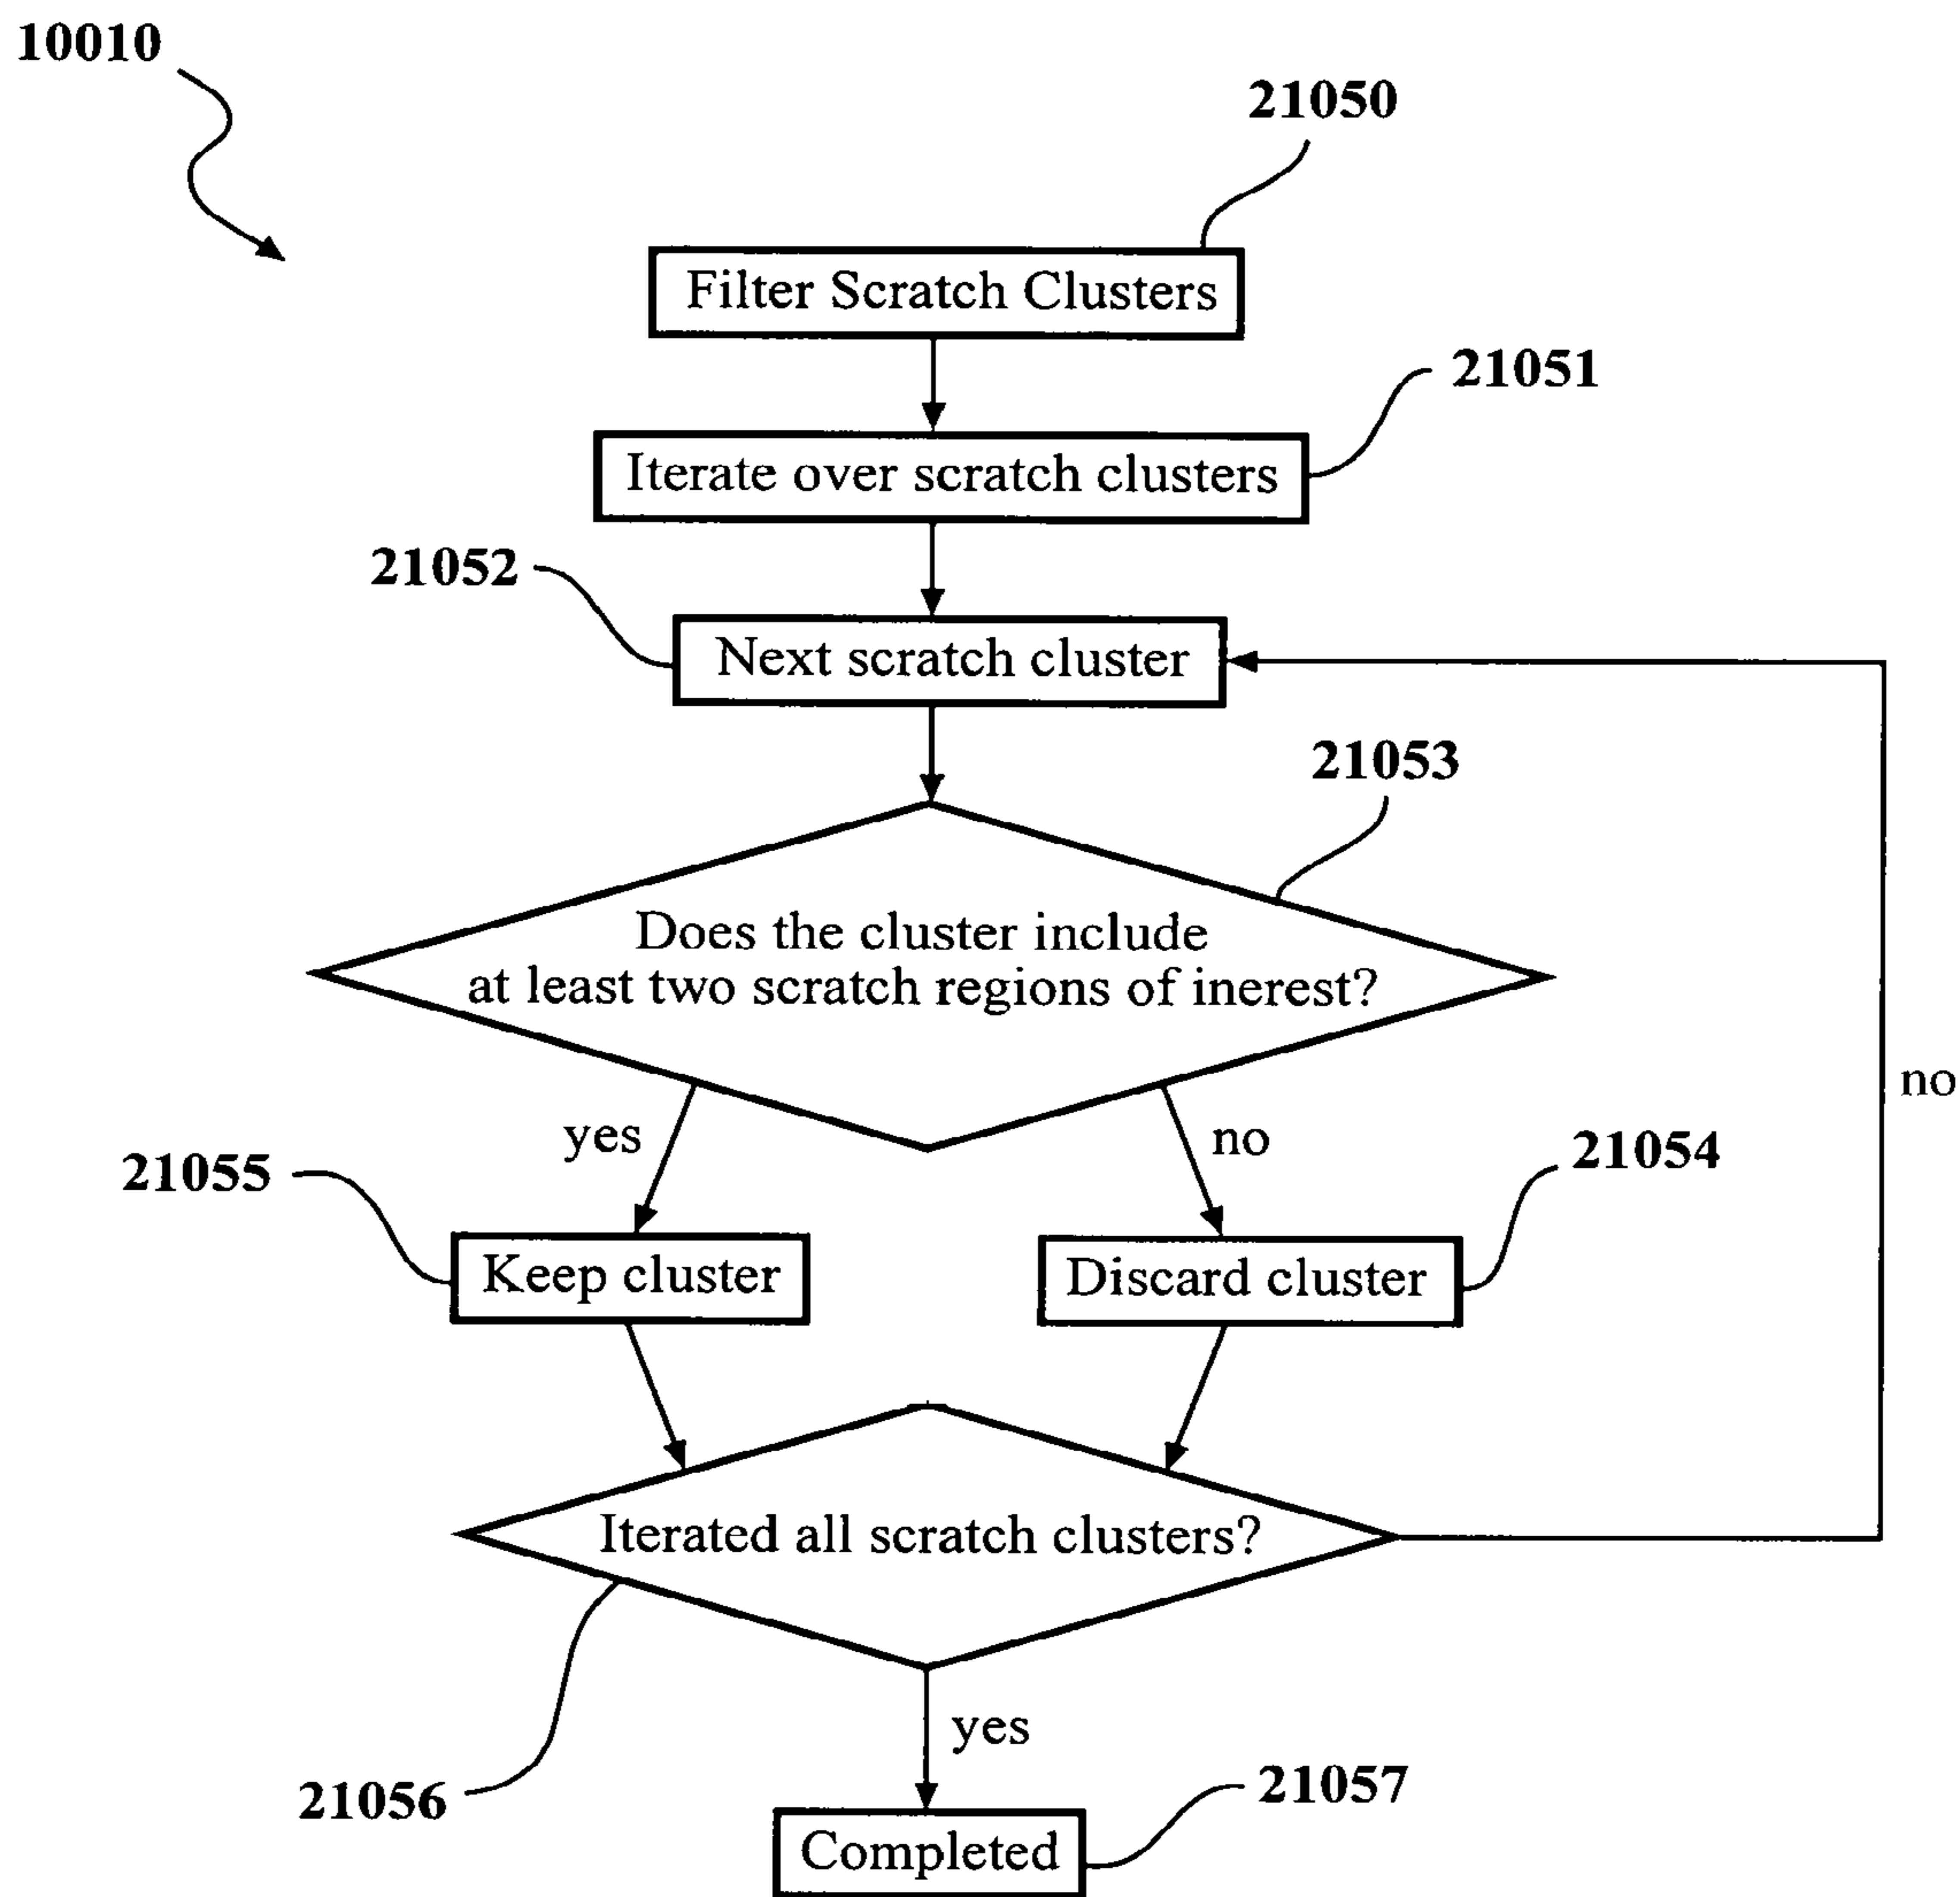 10010
21050
Filter Scratch Clusters
21051
Iterate over scratch clusters
21052
Next scratch cluster
21053
Does the cluster include
at least two scratch regions of inerest?
no
yes
no
21055
21054
Keep cluster
Discard cluster
Iterated all scratch clusters?
yes
21056
21057
Completed